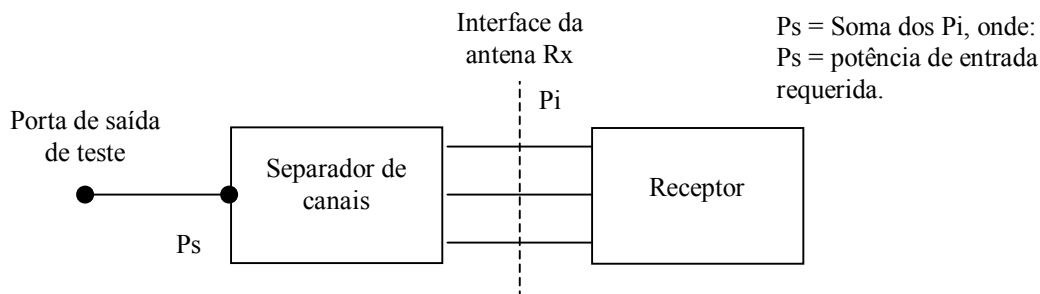 Interface da
antena Rx
Ps = Soma dos Pi, onde:
Ps = potência de entrada
requerida.
Pi
Porta de saída
de teste
Separador de
canais
Receptor
Ps